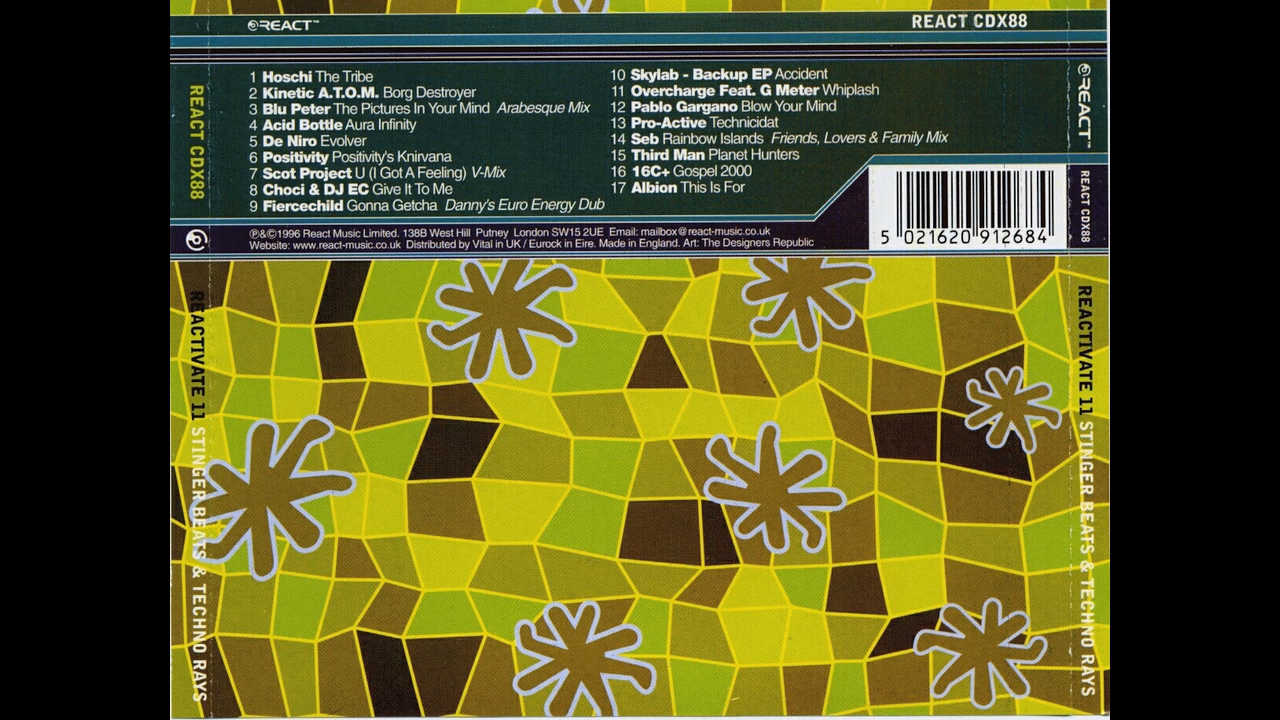 REACT™
REACT CDX88
1 Hoschi The Tribe
2 Kinetic A.T.O.M. Borg Destroyer
3 Blu Peter The Pictures In Your Mind Arabesque Mix
4 Acid Bottle Aura Infinity
5 De Niro Evolver
6 Positivity Positivity's Knirvana
7 Scot Project U (I Got A Feeling) V-Mix
8 Choci & DJ EC Give It To Me
9 Fiercechild Gonna Getcha Danny's Euro Energy Dub
10 Skylab - Backup EP Accident
11 Overcharge Feat. G Meter Whiplash
12 Pablo Gargano Blow Your Mind
13 Pro-Active Technicidat
14 Seb Rainbow Islands Friends, Lovers & Family Mix
15 Third Man Planet Hunters
16 16C+ Gospel 2000
17 Albion This Is For
℗&©1996 React Music Limited. 138B West Hill Putney London SW15 2UE Email: mailbox@react-music.co.uk
Website: www.react-music.co.uk Distributed by Vital in UK / Eurock in Eire. Made in England. Art: The Designers Republic
5 021620 912684
REACT CDX88
REACTIVATE 11 STINGER BEATS & TECHNO RAYS
REACT™
REACT CDX88
REACTIVATE 11 STINGER BEATS & TECHNO RAYS